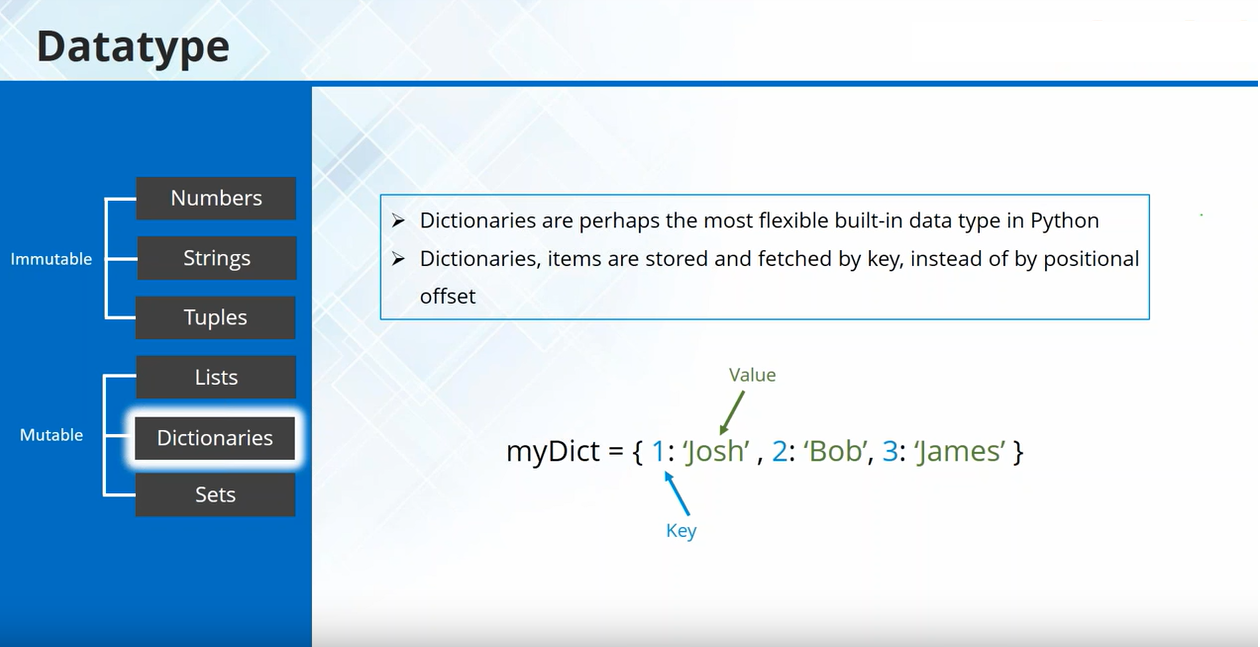 Datatype
Immutable
Numbers
Strings
Tuples
Mutable
Lists
Dictionaries
Sets
➢ Dictionaries are perhaps the most flexible built-in data type in Python
➢ Dictionaries, items are stored and fetched by key, instead of by positional
offset
Value
myDict = { 1: ‘Josh’ , 2: ‘Bob’, 3: ‘James’ }
Key